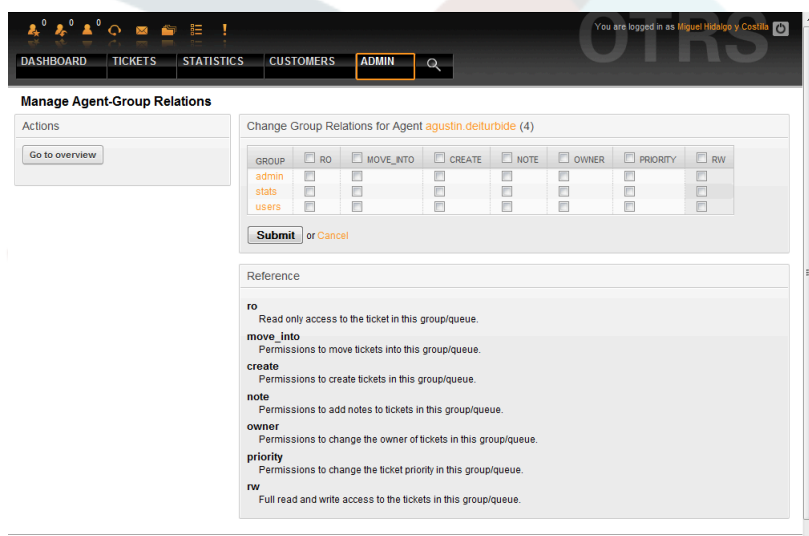 0 0 0
OTRS
You are logged in as Miguel Hidalgo y Costilla
DASHBOARD TICKETS STATISTICS CUSTOMERS ADMIN
Manage Agent-Group Relations
Actions
Go to overview
Change Group Relations for Agent agustin.deiturbide (4)
GROUP RO MOVE_INTO CREATE NOTE OWNER PRIORITY RW
admin
stats
users
Submit or Cancel
Reference
ro
Read only access to the ticket in this group/queue.
move_into
Permissions to move tickets into this group/queue.
create
Permissions to create tickets in this group/queue.
note
Permissions to add notes to tickets in this group/queue.
owner
Permissions to change the owner of tickets in this group/queue.
priority
Permissions to change the ticket priority in this group/queue.
rw
Full read and write access to the tickets in this group/queue.